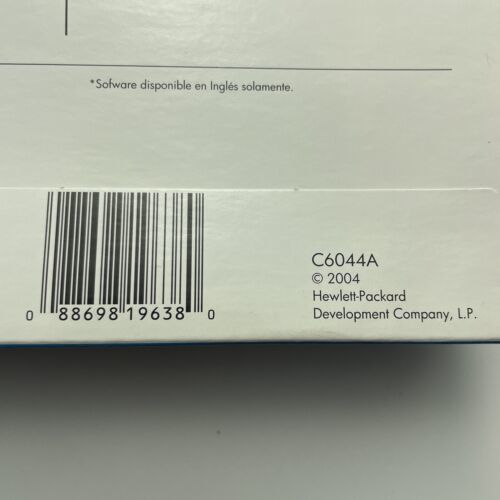 *Sofware disponible en Inglés solamente.
C6044A
© 2004
Hewlett-Packard
Development Company, L.P.
0 88698 19638 0